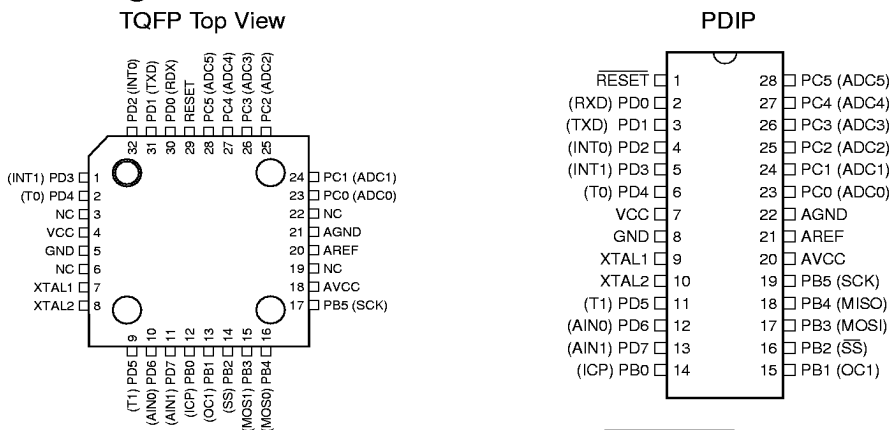 TQFP Top View
PD2 (INT0)
PD1 (TXD)
PD0 (RDX)
RESET
PC5 (ADC5)
PC4 (ADC4)
PC3 (ADC3)
PC2 (ADC2)
32 31 30 29 28 27 26 25
(INT1) PD3 1
(T0) PD4 2
NC 3
VCC 4
GND 5
NC 6
XTAL1 7
XTAL2 8
24 PC1 (ADC1)
23 PC0 (ADC0)
22 NC
21 AGND
20 AREF
19 NC
18 AVCC
17 PB5 (SCK)
9 10 11 12 13 14 15 16
(T1) PD5
(AIN0) PD6
(AIN1) PD7
(ICP) PB0
(OC1) PB1
(SS) PB2
(MOS1) PB3
(MOS0) PB4
PDIP
RESET 1
(RXD) PD0 2
(TXD) PD1 3
(INT0) PD2 4
(INT1) PD3 5
(T0) PD4 6
VCC 7
GND 8
XTAL1 9
XTAL2 10
(T1) PD5 11
(AIN0) PD6 12
(AIN1) PD7 13
(ICP) PB0 14
28 PC5 (ADC5)
27 PC4 (ADC4)
26 PC3 (ADC3)
25 PC2 (ADC2)
24 PC1 (ADC1)
23 PC0 (ADC0)
22 AGND
21 AREF
20 AVCC
19 PB5 (SCK)
18 PB4 (MISO)
17 PB3 (MOSI)
16 PB2 (SS)
15 PB1 (OC1)